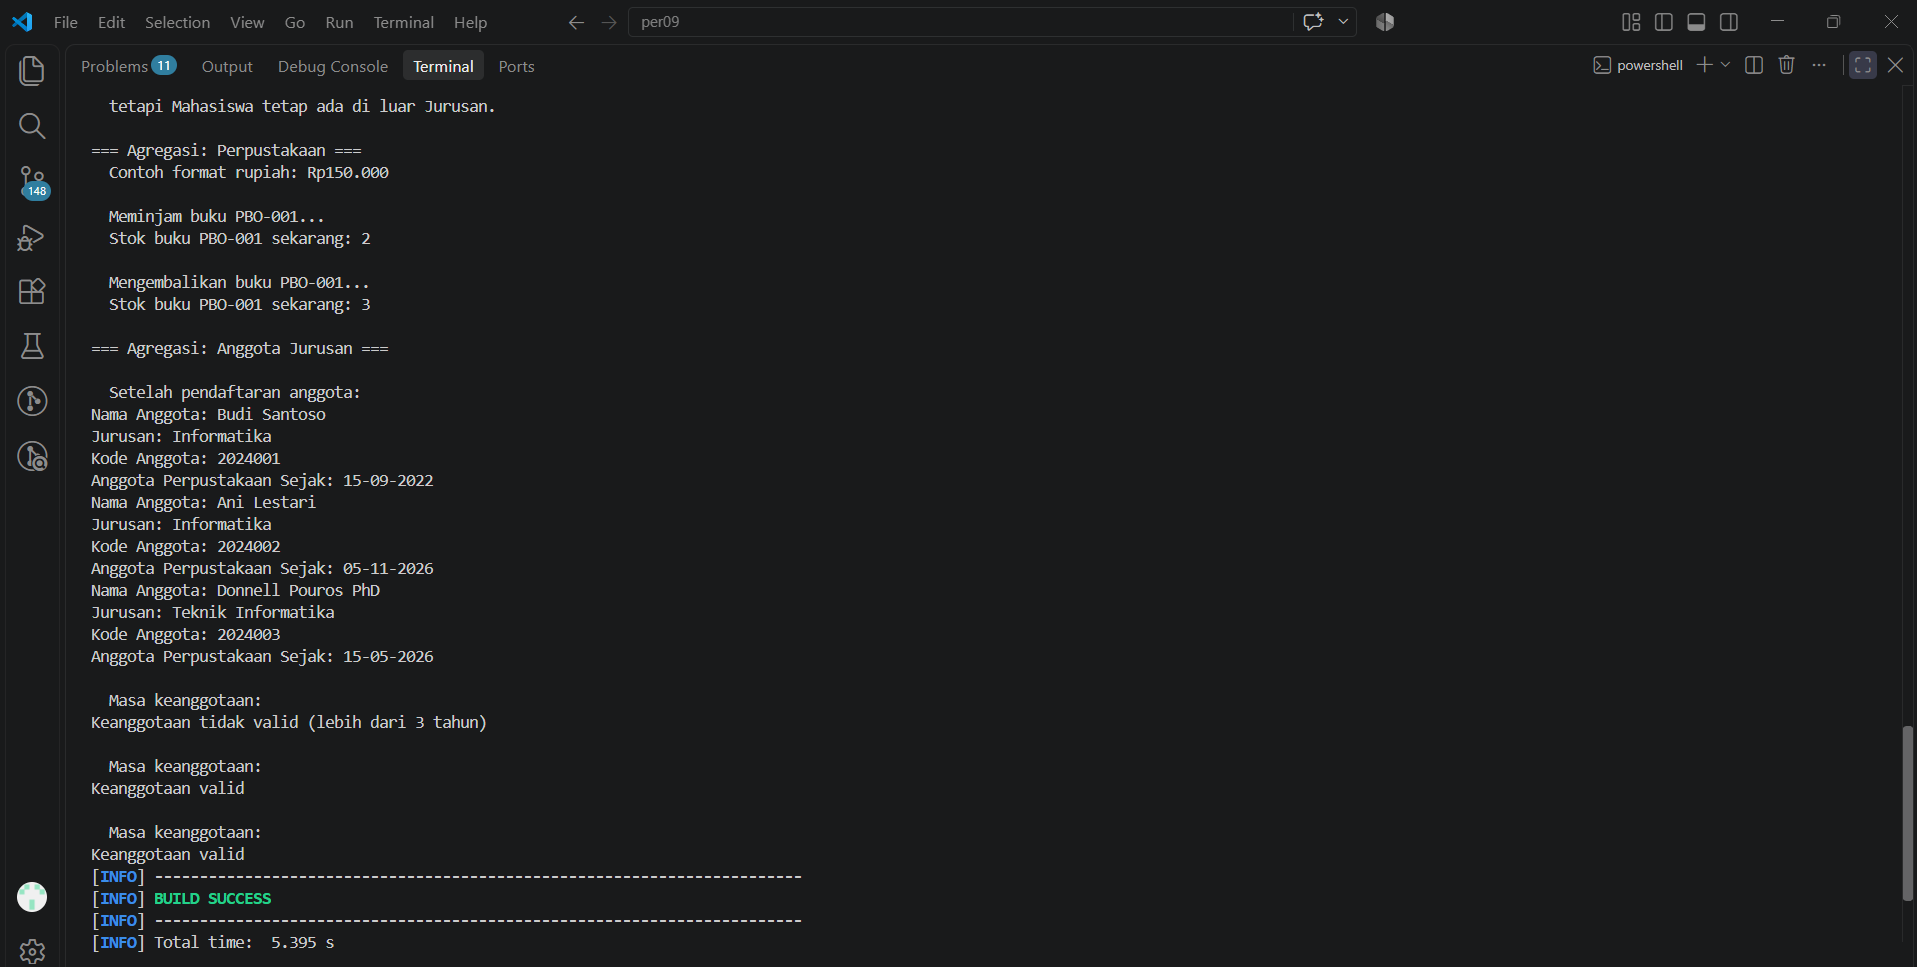 File Edit Selection View Go Run Terminal Help
per09
Problems 11 Output Debug Console Terminal Ports
powershell
148
tetapi Mahasiswa tetap ada di luar Jurusan.
=== Agregasi: Perpustakaan ===
Contoh format rupiah: Rp150.000
Meminjam buku PBO-001...
Stok buku PBO-001 sekarang: 2
Mengembalikan buku PBO-001...
Stok buku PBO-001 sekarang: 3
=== Agregasi: Anggota Jurusan ===
Setelah pendaftaran anggota:
Nama Anggota: Budi Santoso
Jurusan: Informatika
Kode Anggota: 2024001
Anggota Perpustakaan Sejak: 15-09-2022
Nama Anggota: Ani Lestari
Jurusan: Informatika
Kode Anggota: 2024002
Anggota Perpustakaan Sejak: 05-11-2026
Nama Anggota: Donnell Pouros PhD
Jurusan: Teknik Informatika
Kode Anggota: 2024003
Anggota Perpustakaan Sejak: 15-05-2026
Masa keanggotaan:
Keanggotaan tidak valid (lebih dari 3 tahun)
Masa keanggotaan:
Keanggotaan valid
Masa keanggotaan:
Keanggotaan valid
[INFO] ------------------------------------------------------------------------
[INFO] BUILD SUCCESS
[INFO] ------------------------------------------------------------------------
[INFO] Total time:  5.395 s